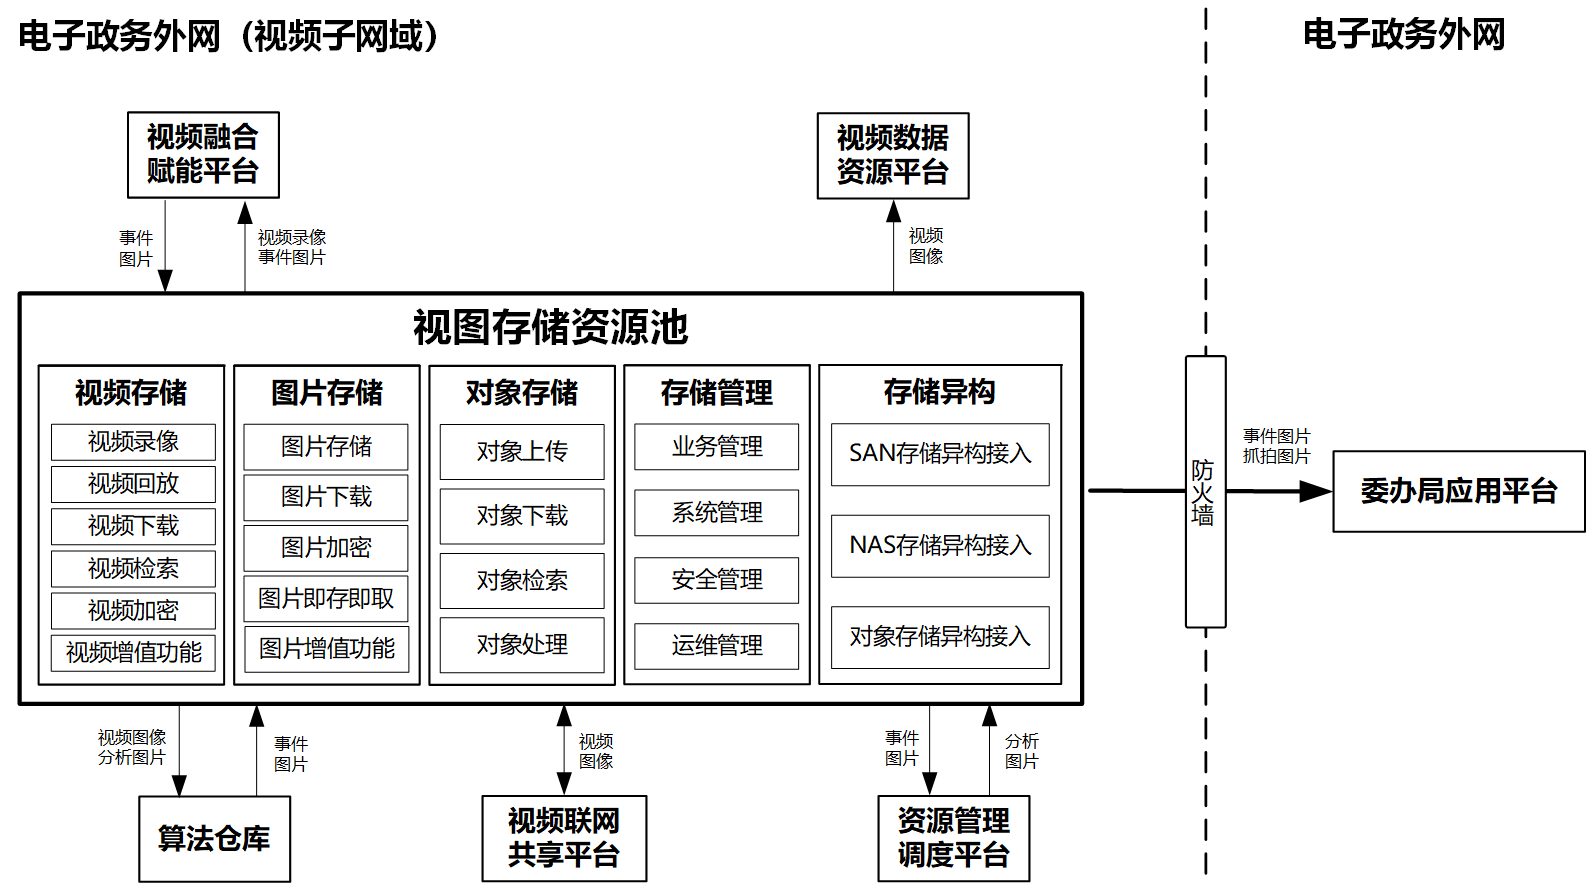 电子政务外网（视频子网域）
电子政务外网
视频融合
赋能平台
视频数据
资源平台
事件
图片
视频录像
事件图片
视频
图像
视图存储资源池
视频存储
视频录像
视频回放
视频下载
视频检索
视频加密
视频增值功能
图片存储
图片存储
图片下载
图片加密
图片即存即取
图片增值功能
对象存储
对象上传
对象下载
对象检索
对象处理
存储管理
业务管理
系统管理
安全管理
运维管理
存储异构
SAN存储异构接入
NAS存储异构接入
对象存储异构接入
防火墙
事件图片
抓拍图片
委办局应用平台
视频图像
分析图片
事件
图片
视频
图像
事件
图片
分析
图片
算法仓库
视频联网
共享平台
资源管理
调度平台